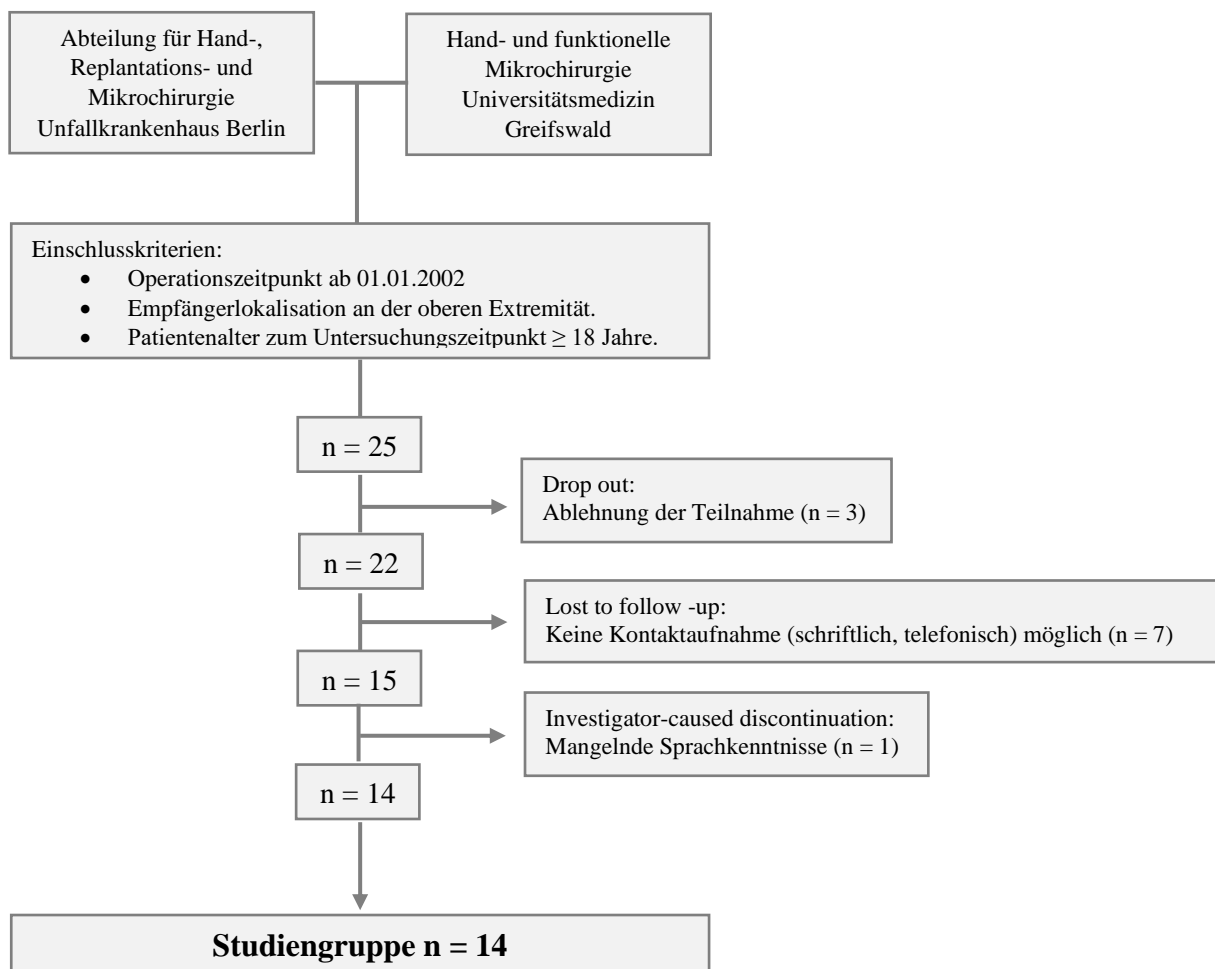 Abteilung für Hand-,
Replantations- und
Mikrochirurgie
Unfallkrankenhaus Berlin
Hand- und funktionelle
Mikrochirurgie
Universitätsmedizin
Greifswald
Einschlusskriterien:
• Operationszeitpunkt ab 01.01.2002
• Empfängerlokalisation an der oberen Extremität.
• Patientenalter zum Untersuchungszeitpunkt ≥ 18 Jahre.
n = 25
Drop out:
Ablehnung der Teilnahme (n = 3)
n = 22
Lost to follow -up:
Keine Kontaktaufnahme (schriftlich, telefonisch) möglich (n = 7)
n = 15
Investigator-caused discontinuation:
Mangelnde Sprachkenntnisse (n = 1)
n = 14
Studiengruppe n = 14